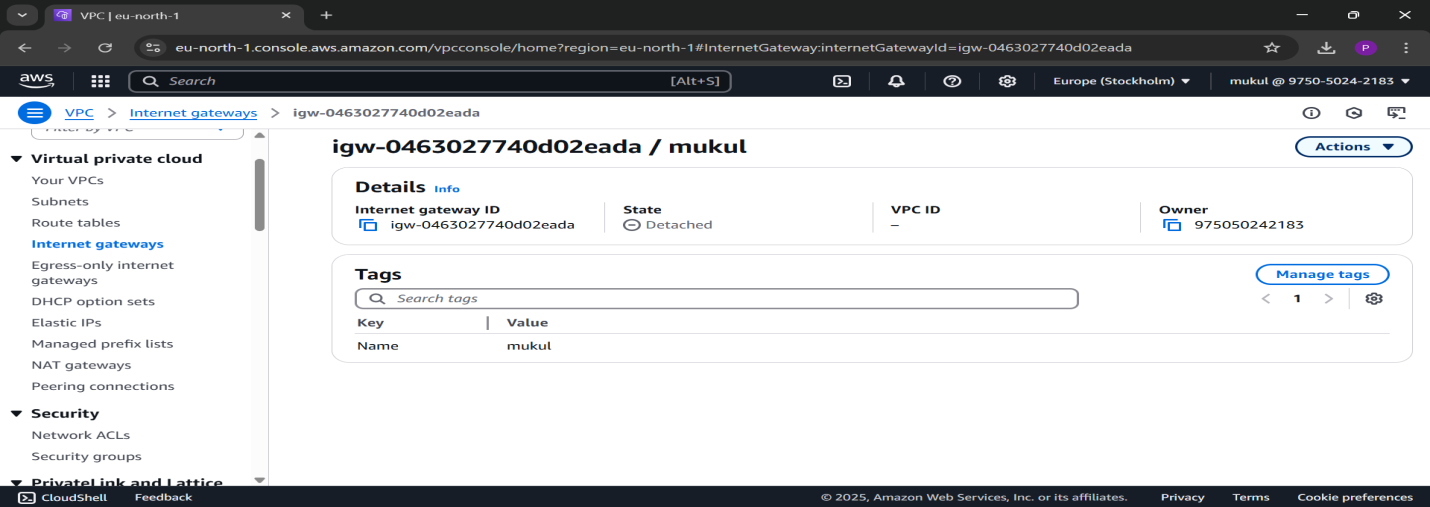 VPC | eu-north-1
eu-north-1.console.aws.amazon.com/vpcconsole/home?region=eu-north-1#InternetGateway:internetGatewayId=igw-0463027740d02eada
P
aws
Search [Alt+S]
Europe (Stockholm)
mukul @ 9750-5024-2183
VPC > Internet gateways > igw-0463027740d02eada
Filter by VPC
Virtual private cloud
Your VPCs
Subnets
Route tables
Internet gateways
Egress-only internet
gateways
DHCP option sets
Elastic IPs
Managed prefix lists
NAT gateways
Peering connections
Security
Network ACLs
Security groups
PrivateLink and Lattice
igw-0463027740d02eada / mukul
Actions
Details Info
Internet gateway ID
igw-0463027740d02eada
State
Detached
VPC ID
–
Owner
975050242183
Tags
Manage tags
Search tags
1
Key Value
Name mukul
CloudShell Feedback
© 2025, Amazon Web Services, Inc. or its affiliates. Privacy Terms Cookie preferences